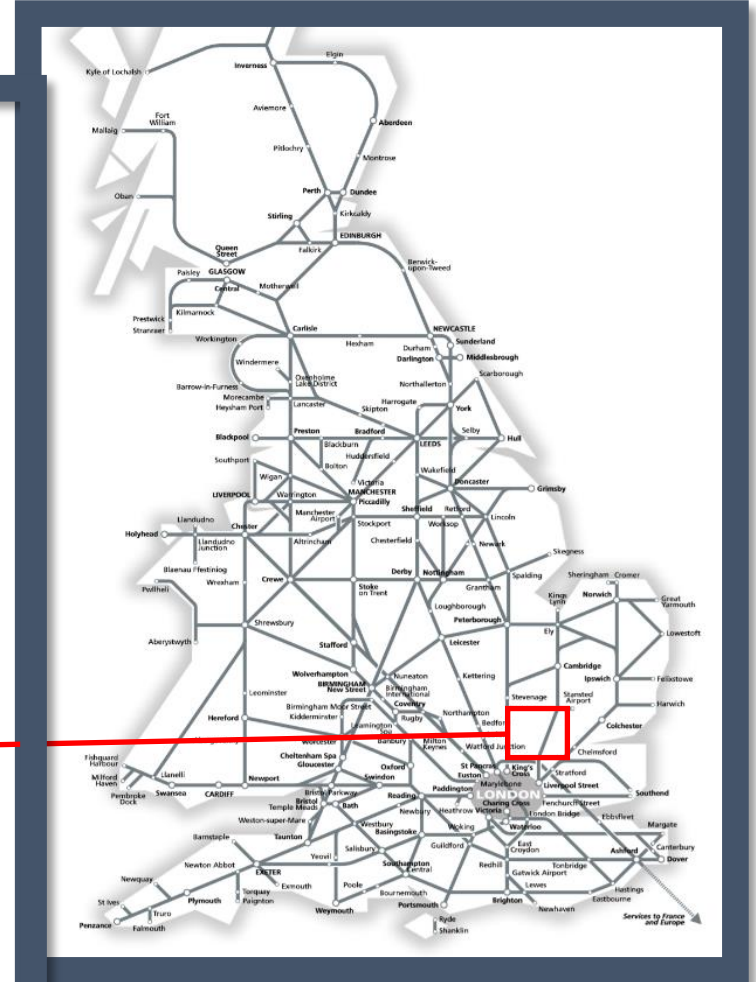 Kyle of Lochalsh
Inverness
Elgin
Aviemore
Aberdeen
Mallaig
Fort
William
Pitlochry
Montrose
Oban
Perth
Dundee
Stirling
Kirkcaldy
Queen
Street
Falkirk
EDINBURGH
Berwick-
upon-Tweed
Paisley
GLASGOW
Central
Motherwell
Prestwick
Kilmarnock
Stranraer
Carlisle
NEWCASTLE
Workington
Hexham
Durham
Sunderland
Windermere
Darlington
Middlesbrough
Oxenholme
Lake District
Scarborough
Barrow-in-Furness
Northallerton
Morecambe
Heysham Port
Lancaster
Harrogate
York
Skipton
Blackpool
Preston
Bradford
LEEDS
Selby
Hull
Blackburn
Southport
Bolton
Huddersfield
Wigan
Wakefield
Victoria
MANCHESTER
Piccadilly
Doncaster
Grimsby
LIVERPOOL
Warrington
Manchester
Airport
Sheffield
Retford
Lincoln
Llandudno
Stockport
Worksop
Holyhead
Llandudno
Junction
Chester
Altrincham
Chesterfield
Newark
Skegness
Blaenau Ffestiniog
Pwllheli
Wrexham
Crewe
Stoke
on Trent
Derby
Nottingham
Grantham
Spalding
Sheringham
Cromer
Kings
Lynn
Norwich
Great
Yarmouth
Loughborough
Peterborough
Aberystwyth
Shrewsbury
Stafford
Leicester
Ely
Lowestoft
Wolverhampton
BIRMINGHAM
New Street
Nuneaton
Birmingham
International
Kettering
Cambridge
Ipswich
Felixstowe
Leominster
Birmingham Moor Street
Kidderminster
Coventry
Rugby
Northampton
Stevenage
Stansted
Airport
Harwich
Hereford
Leamington
Spa
Bedford
Colchester
Worcester
Banbury
Milton
Keynes
Watford Junction
Chelmsford
Cheltenham Spa
Gloucester
Oxford
St Pancras
Euston
King's
Cross
Stratford
Fishguard
Harbour
Llanelli
Milford
Haven
Pembroke
Dock
Swansea
CARDIFF
Newport
Bristol Parkway
Swindon
Marylebone
Liverpool Street
Paddington
LONDON
Southend
Bristol
Temple Meads
Bath
Reading
Charing Cross
Fenchurch Street
Newbury
Heathrow
Victoria
London Bridge
Ebbsfleet
Weston-super-Mare
Westbury
Basingstoke
Woking
Waterloo
Margate
Barnstaple
Taunton
Salisbury
Guildford
East
Croydon
Canterbury
Yeovil
Newton Abbot
Southampton
Central
Redhill
Tonbridge
Ashford
Dover
EXETER
Gatwick Airport
Newquay
Exmouth
Poole
Bournemouth
Lewes
Hastings
St Ives
Plymouth
Torquay
Paignton
Weymouth
Portsmouth
Brighton
Eastbourne
Truro
Newhaven
Penzance
Falmouth
Ryde
Shanklin
Services to France
and Europe